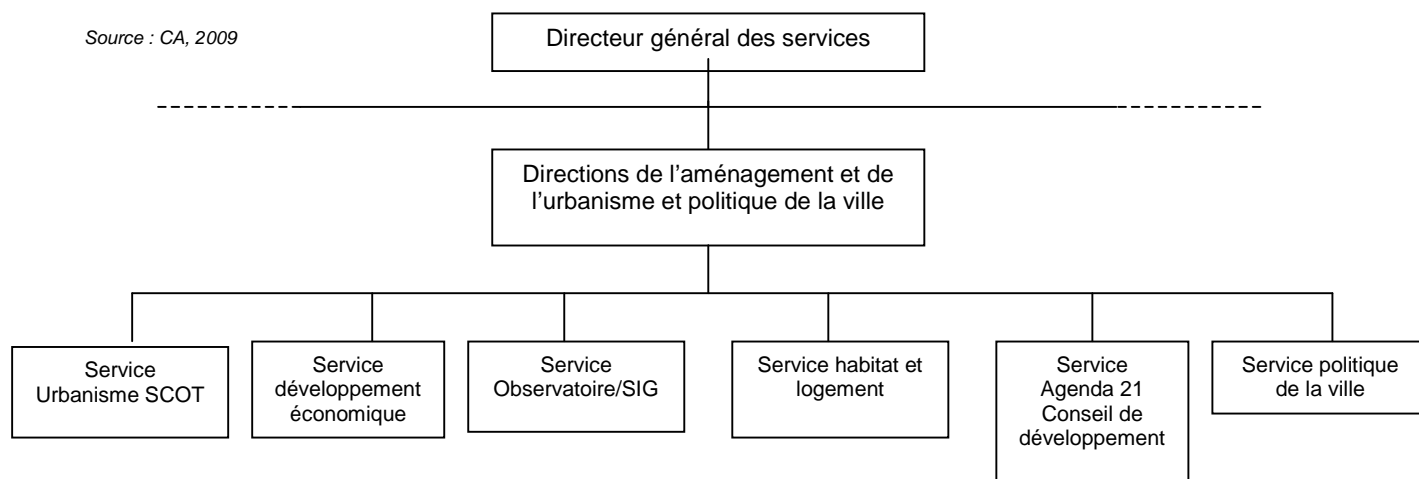 Source : CA, 2009
Directeur général des services
Directions de l'aménagement et de
l'urbanisme et politique de la ville
Service
Urbanisme SCOT
Service
développement
économique
Service
Observatoire/SIG
Service habitat et
logement
Service
Agenda 21
Conseil de
développement
Service politique
de la ville